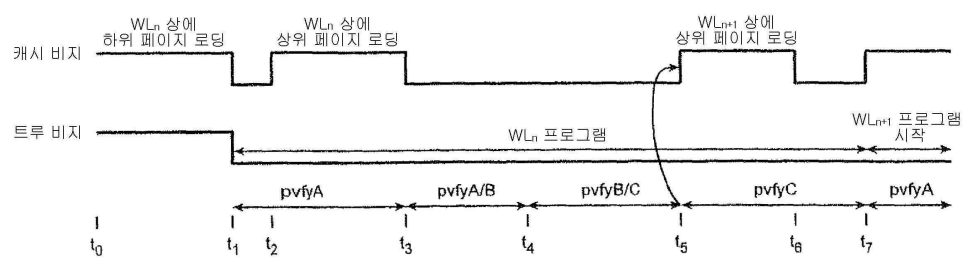 WLn 상에
하위 페이지 로딩
WLn 상에
상위 페이지 로딩
WLn+1 상에
상위 페이지 로딩
캐시 비지
트루 비지
WLn 프로그램
WLn+1 프로그램
시작
pvfyA
pvfyA/B
pvfyB/C
pvfyC
pvfyA
t0
t1
t2
t3
t4
t5
t6
t7